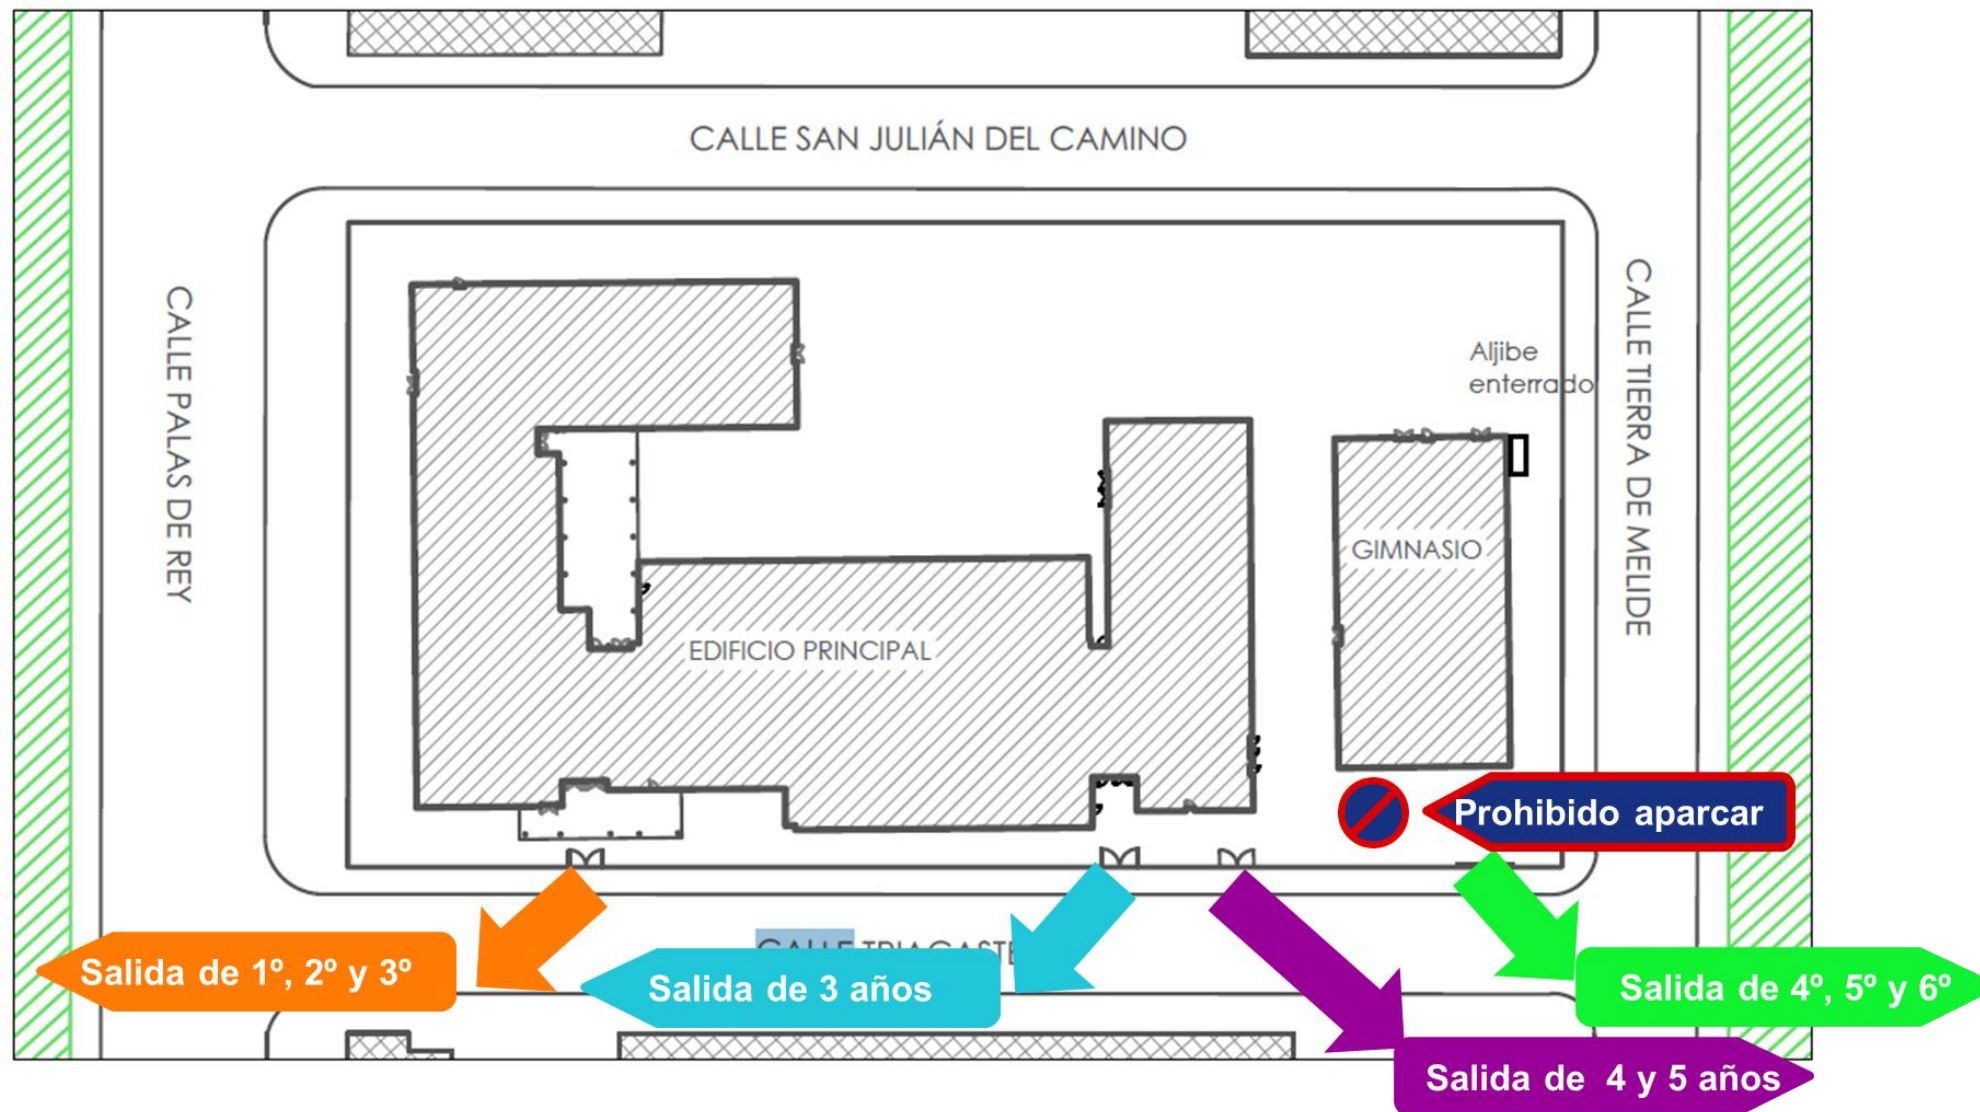 CALLE SAN JULIÁN DEL CAMINO
CALLE PALAS DE REY
CALLE TIERRA DE MELIDE
Aljibe
enterrado
GIMNASIO
EDIFICIO PRINCIPAL
Prohibido aparcar
CALLE
Salida de 1º, 2º y 3º
Salida de 3 años
Salida de 4º, 5º y 6º
Salida de 4 y 5 años